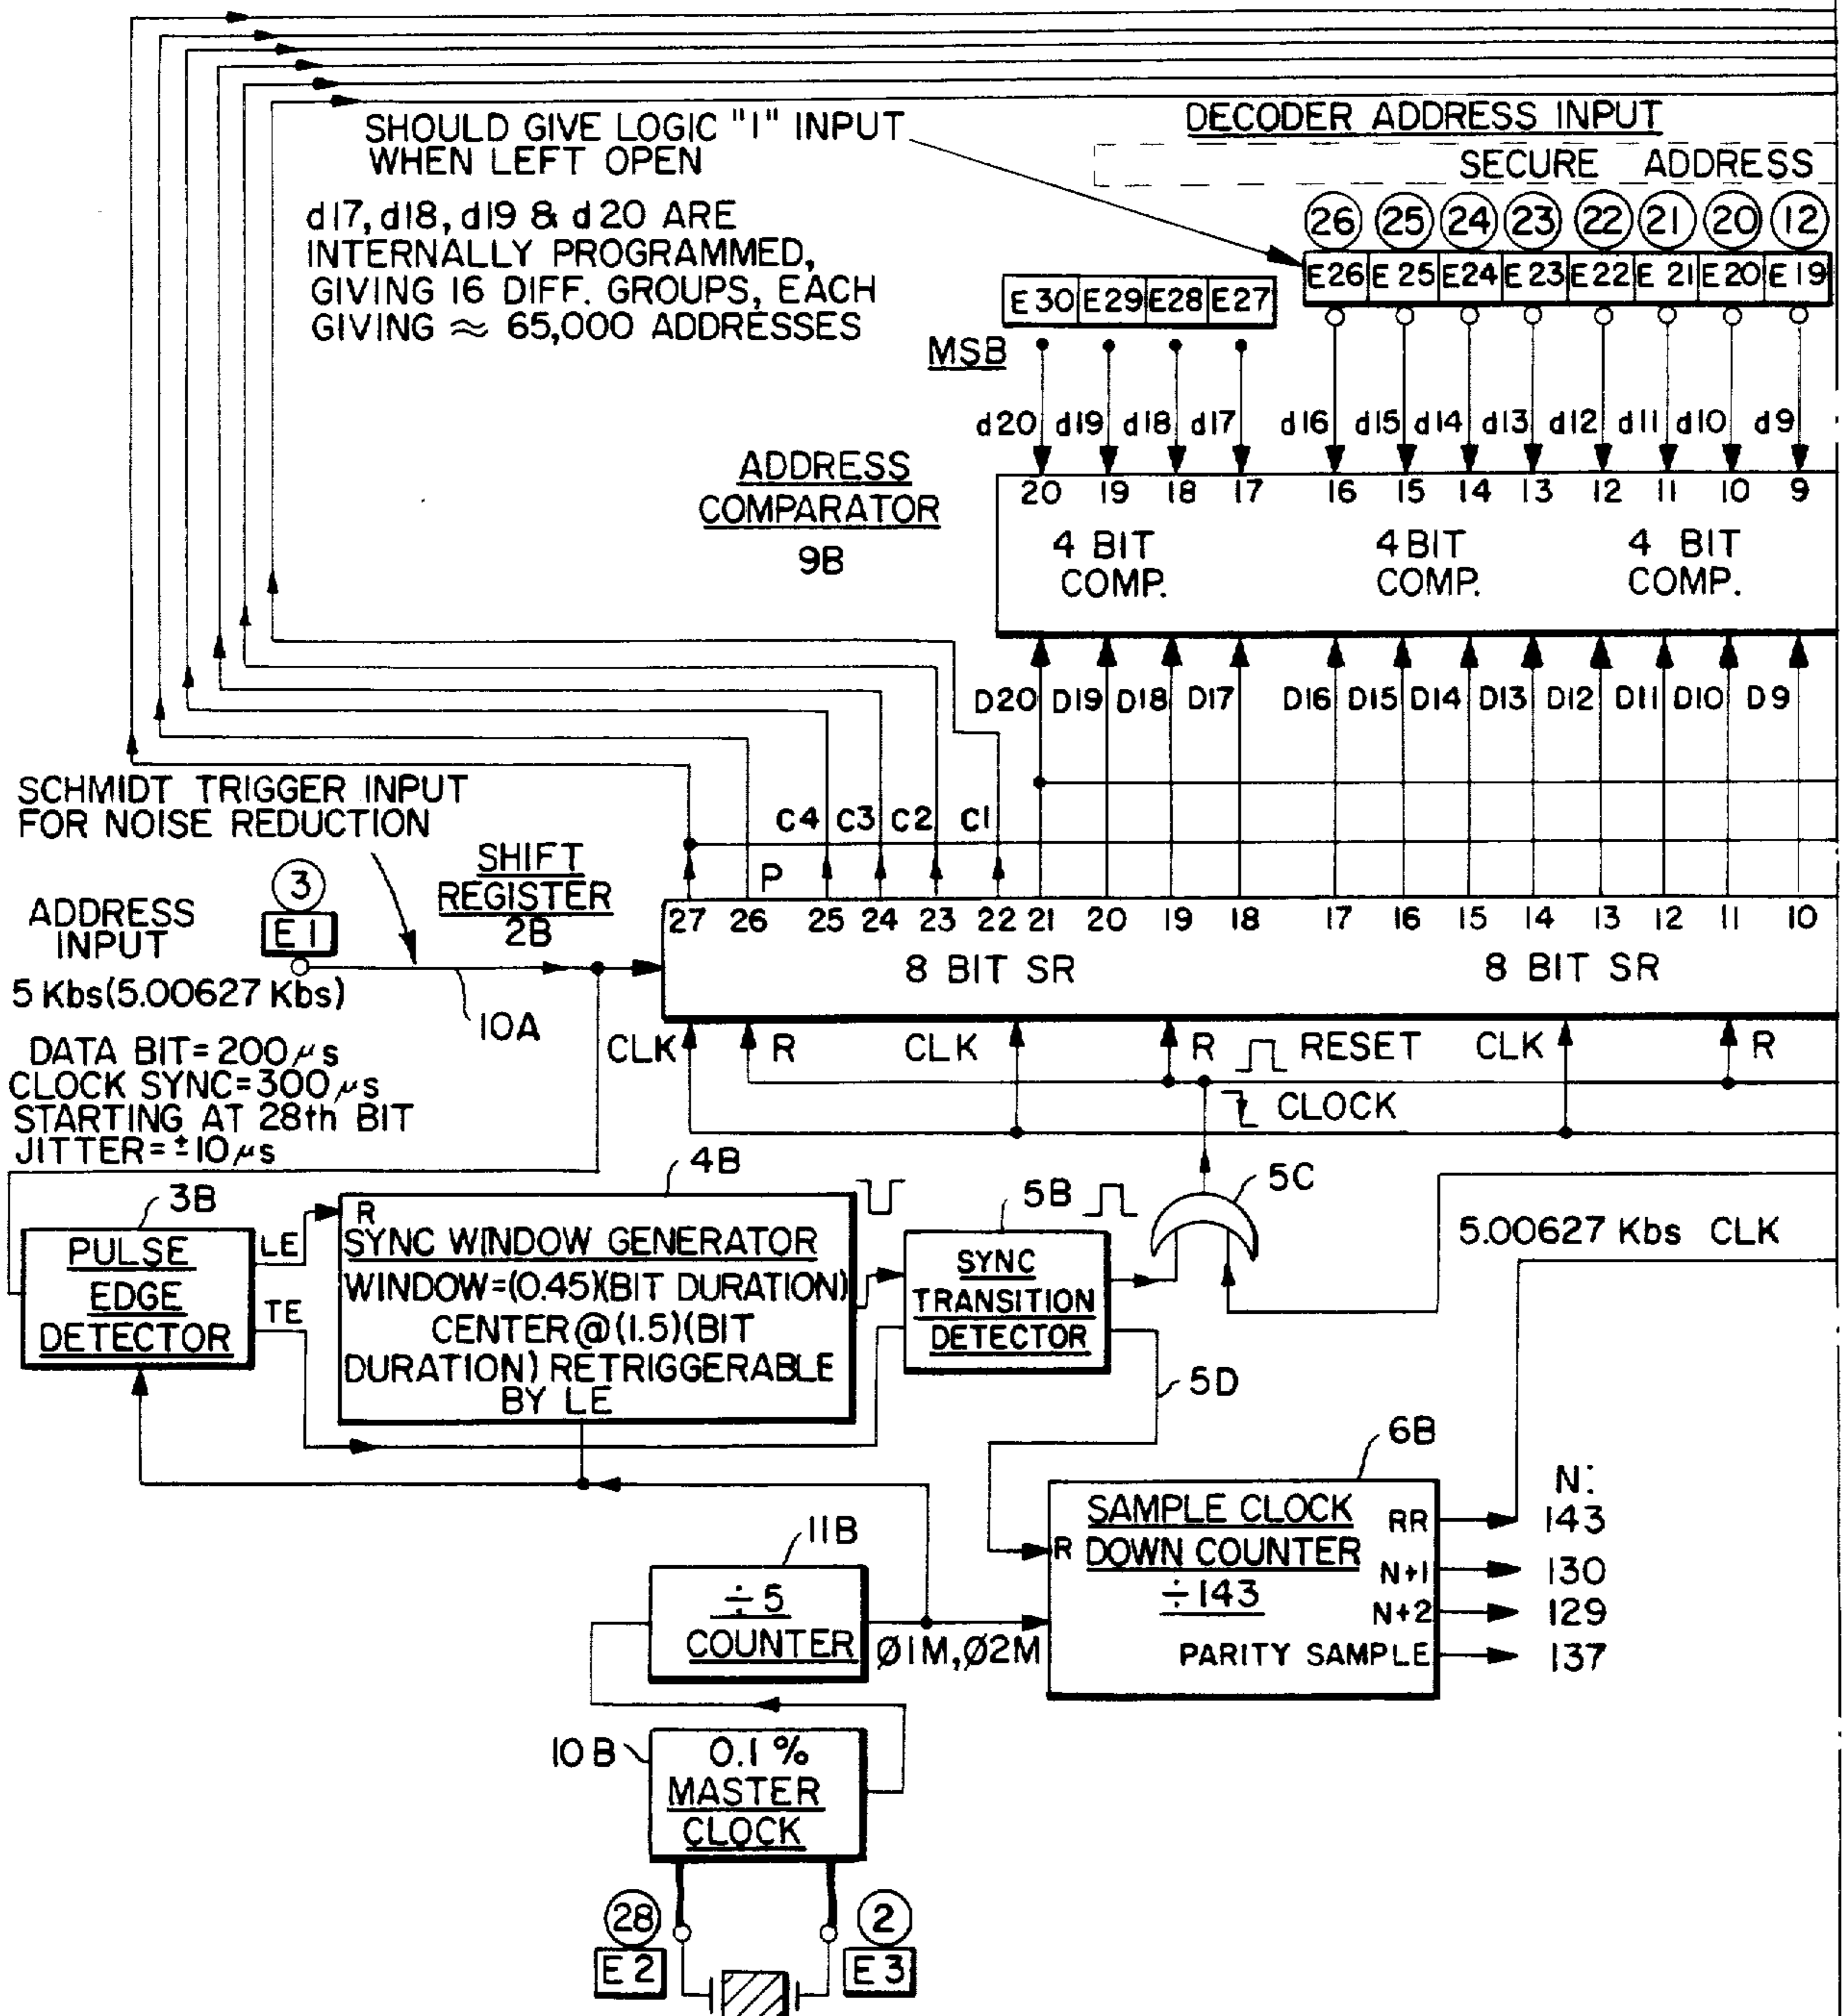 SHOULD GIVE LOGIC "1" INPUT
WHEN LEFT OPEN
DECODER ADDRESS INPUT
SECURE ADDRESS
d17, d18, d19 & d20 ARE
INTERNALLY PROGRAMMED,
GIVING 16 DIFF. GROUPS, EACH
GIVING ≈ 65,000 ADDRESSES
26 25 24 23 22 21 20 12
E26 E25 E24 E23 E22 E21 E20 E19
E30 E29 E28 E27
MSB
d20 d19 d18 d17 d16 d15 d14 d13 d12 d11 d10 d9
ADDRESS
COMPARATOR
9B
20 19 18 17 16 15 14 13 12 11 10 9
4 BIT
COMP.
4 BIT
COMP.
4 BIT
COMP.
D20 D19 D18 D17 D16 D15 D14 D13 D12 D11 D10 D9
SCHMIDT TRIGGER INPUT
FOR NOISE REDUCTION
C4 C3 C2 C1
P
SHIFT
REGISTER
2B
3
E1
ADDRESS
INPUT
5 Kbs(5.00627 Kbs)
10A
27 26 25 24 23 22 21 20 19 18 17 16 15 14 13 12 11 10
8 BIT SR
8 BIT SR
CLK R CLK R RESET CLK R
CLOCK
DATA BIT=200μs
CLOCK SYNC=300μs
STARTING AT 28th BIT
JITTER=±10μs
3B
PULSE
EDGE
DETECTOR
LE
TE
4B
R
SYNC WINDOW GENERATOR
WINDOW=(0.45)(BIT DURATION)
CENTER@(1.5)(BIT
DURATION) RETRIGGERABLE
BY LE
5B
SYNC
TRANSITION
DETECTOR
5C
5.00627 Kbs CLK
5D
6B
SAMPLE CLOCK
R DOWN COUNTER
÷143
RR
N+1
N+2
PARITY SAMPLE
N:
143
130
129
137
11B
÷5
COUNTER
Ø1M,Ø2M
10B
0.1%
MASTER
CLOCK
28
E2
2
E3